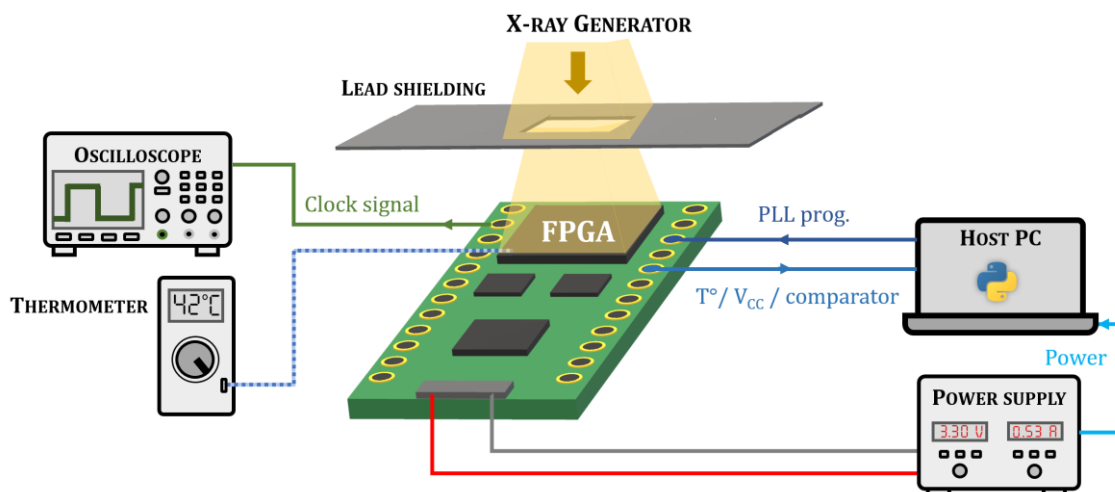 X-RAY GENERATOR
LEAD SHIELDING
OSCILLOSCOPE
Clock signal
FPGA
PLL prog.
HOST PC
T°/ VCC / comparator
THERMOMETER
42°C
Power
POWER SUPPLY
3.30 V
0.53 A